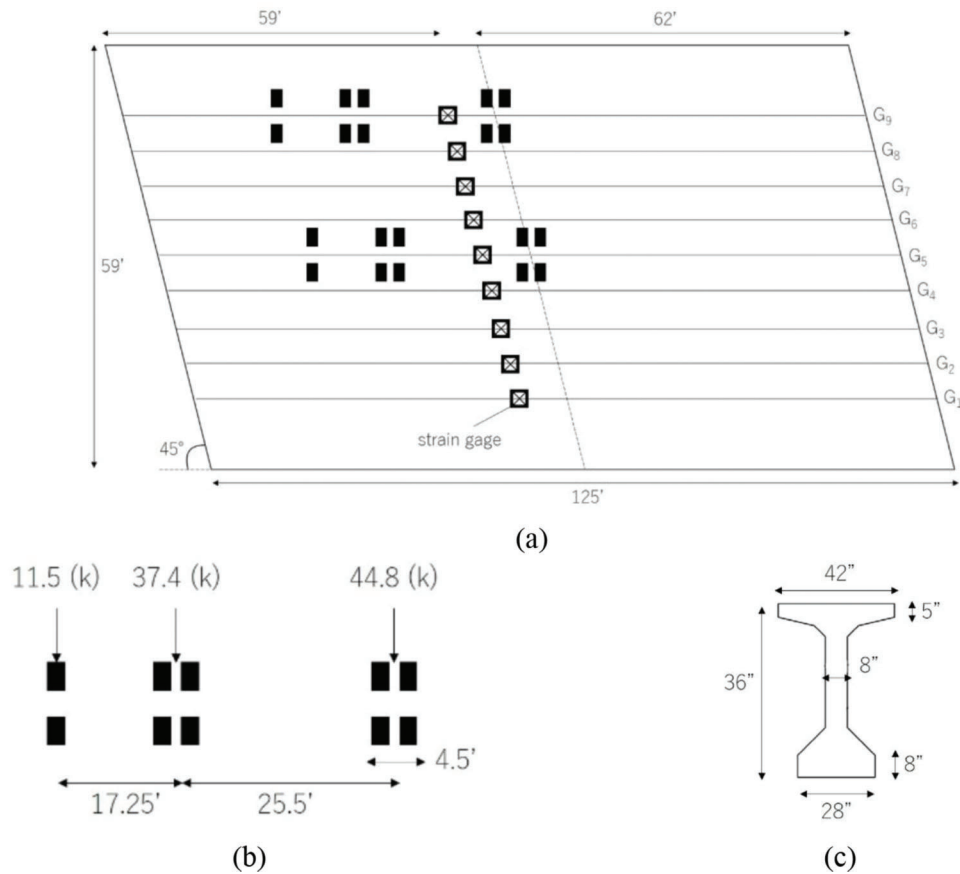 59'
62'
G₉
G₈
G₇
G₆
59'
G₅
G₄
G₃
G₂
G₁
strain gage
45°
125'
(a)
11.5 (k)
37.4 (k)
44.8 (k)
4.5'
17.25'
25.5'
(b)
42"
5"
36"
8"
8"
28"
(c)